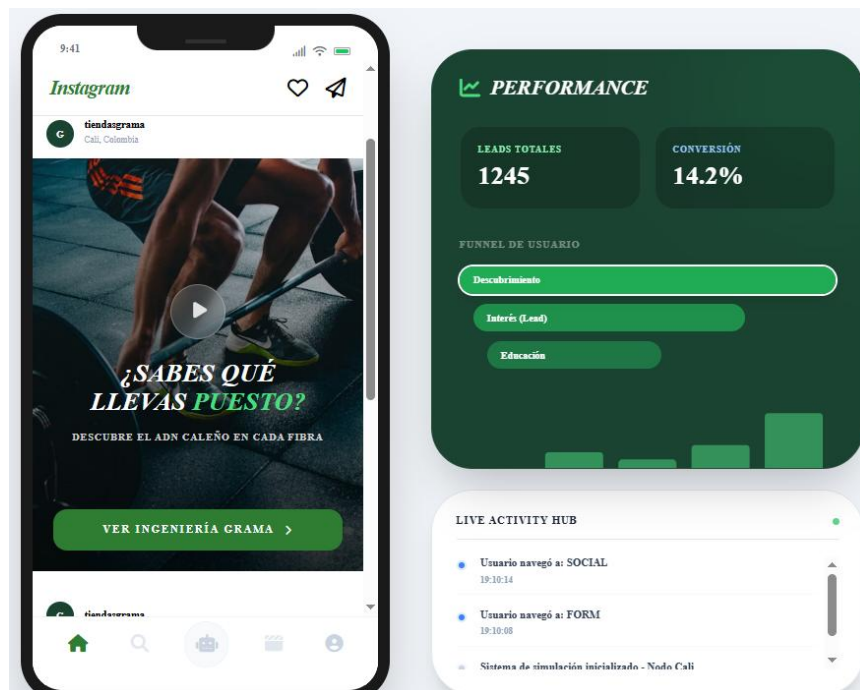 9:41
Instagram
G
tiendasgrama
Cali, Colombia
¿SABES QUÉ
LLEVAS PUESTO?
DESCUBRE EL ADN CALEÑO EN CADA FIBRA
VER INGENIERÍA GRAMA
G
tiendasgrama
PERFORMANCE
LEADS TOTALES
1245
CONVERSIÓN
14.2%
FUNNEL DE USUARIO
Descubrimiento
Interés (Lead)
Educación
LIVE ACTIVITY HUB
Usuario navegó a: SOCIAL
19:10:14
Usuario navegó a: FORM
19:10:08
Sistema de simulación inicializado - Nodo Cali